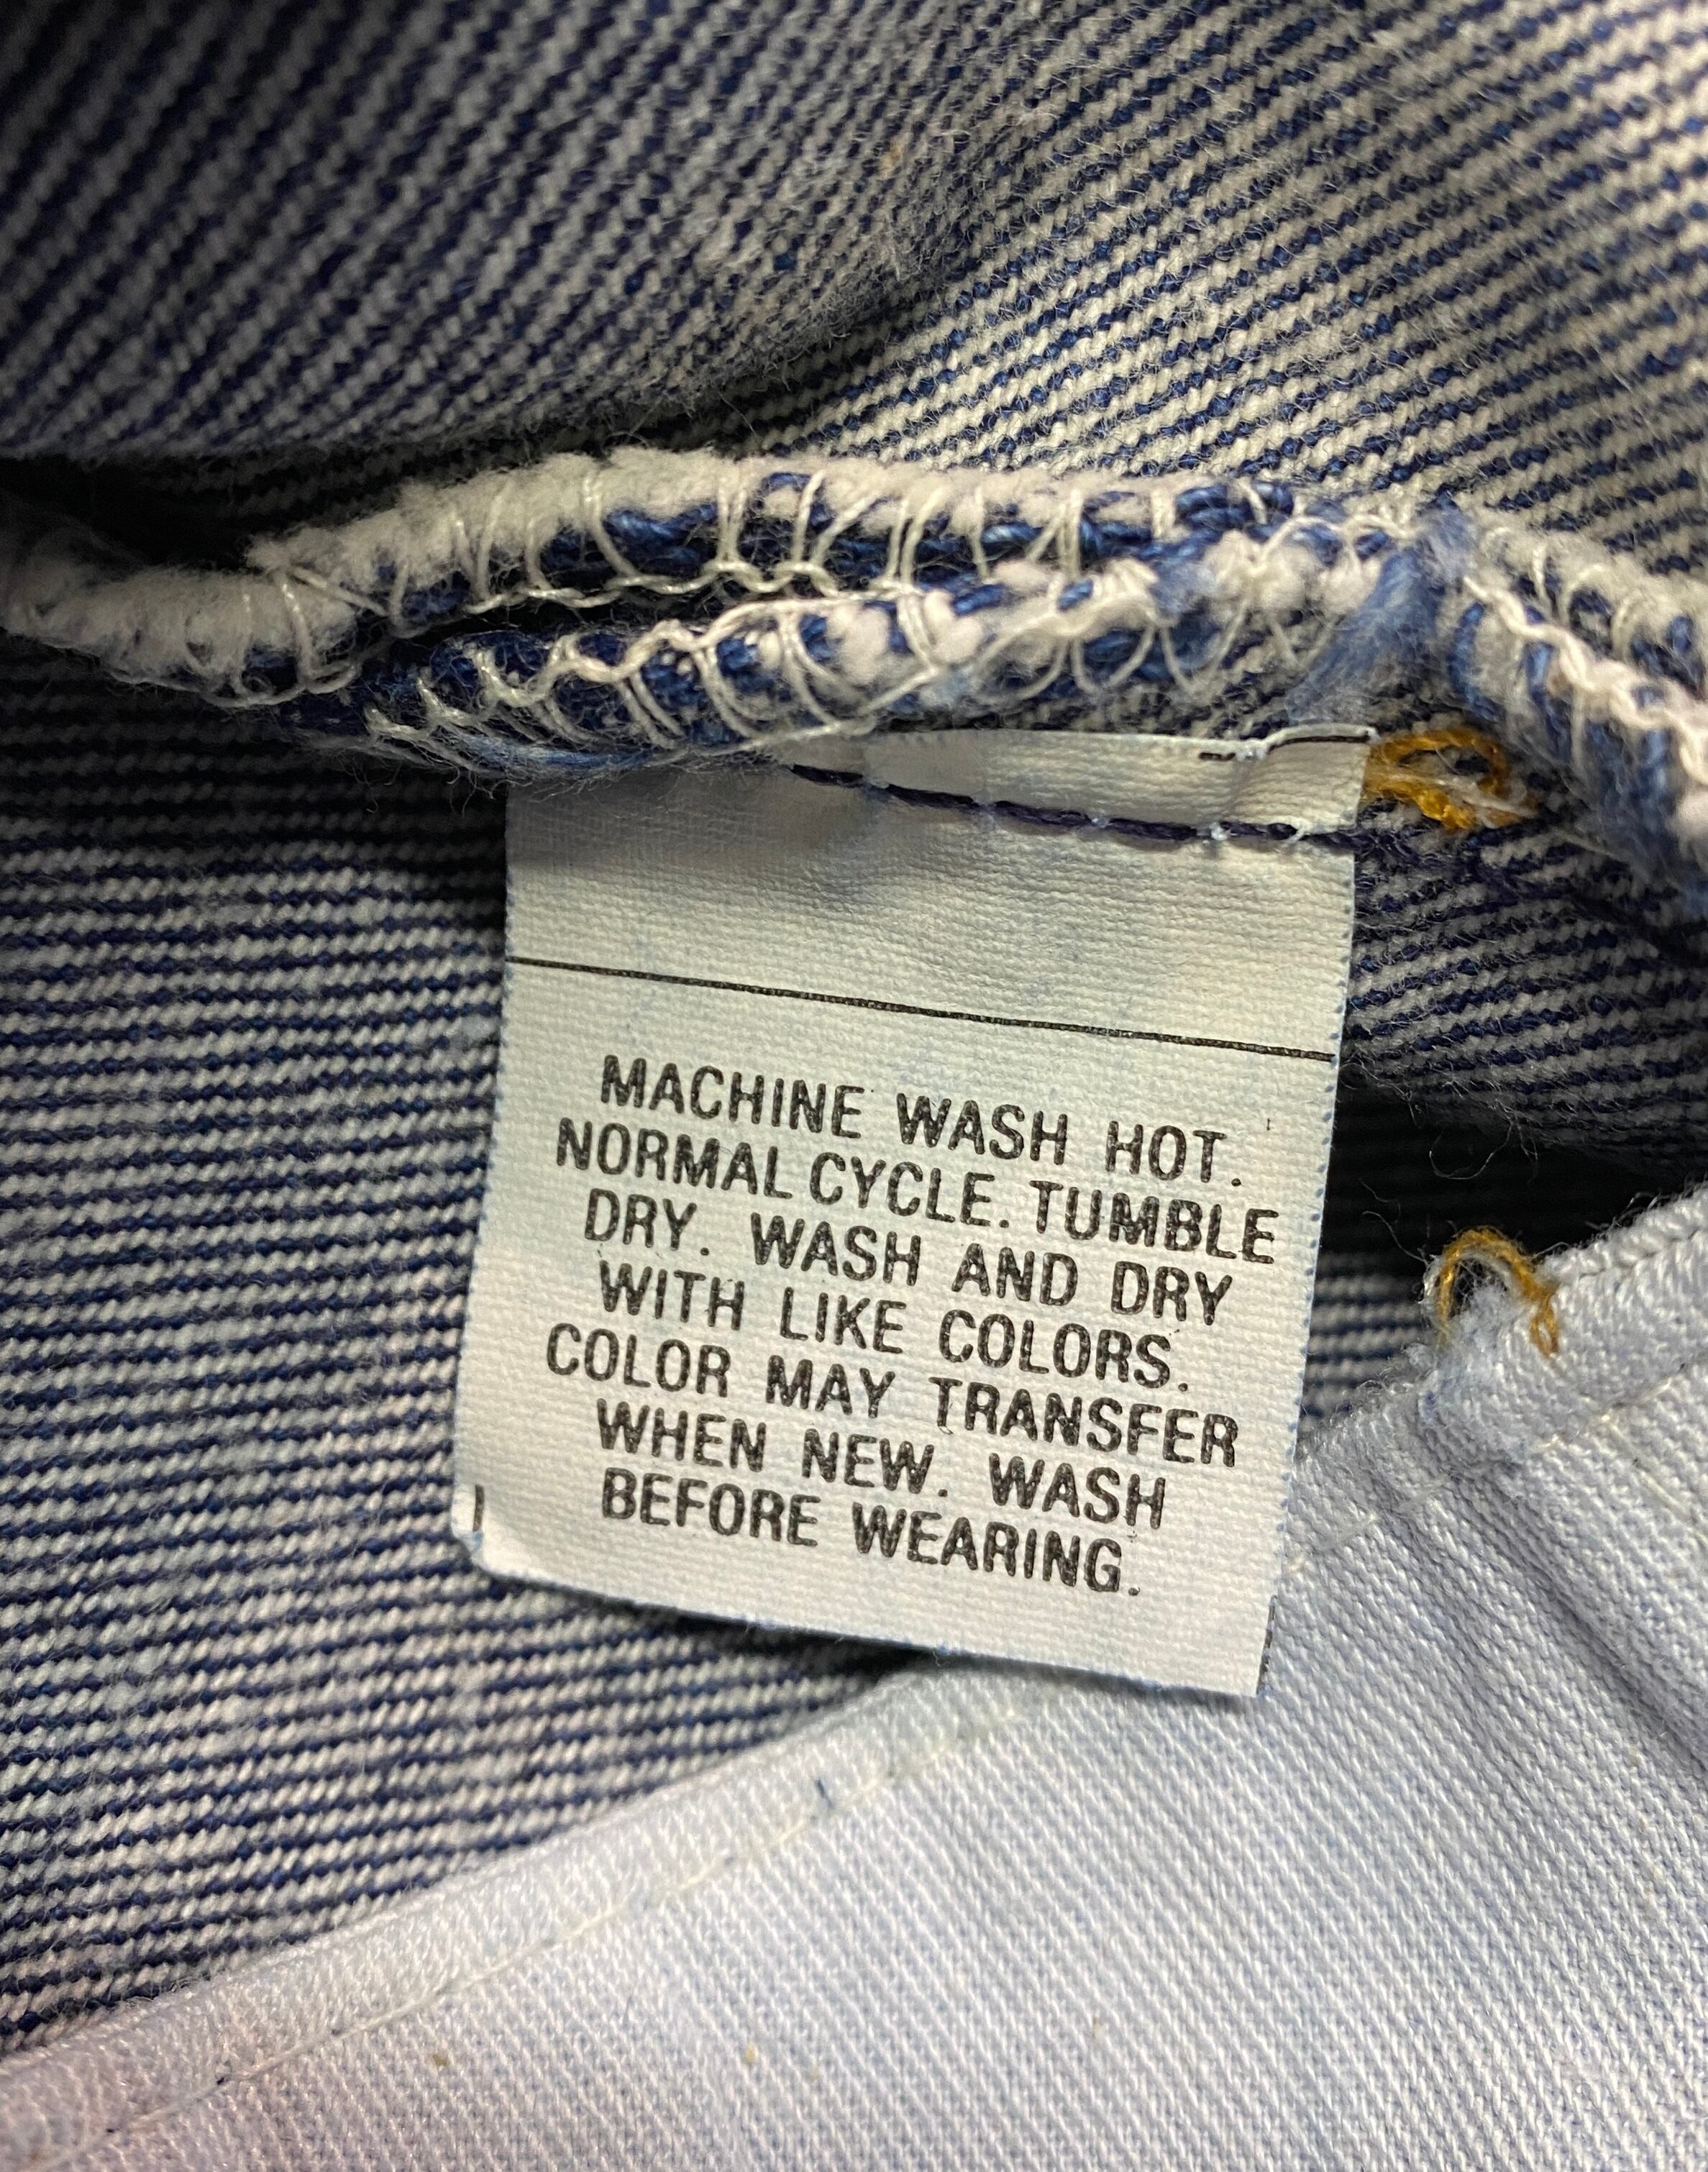 MACHINE WASH HOT.
NORMAL CYCLE. TUMBLE
DRY. WASH AND DRY
WITH LIKE COLORS.
COLOR MAY TRANSFER
WHEN NEW. WASH
BEFORE WEARING.